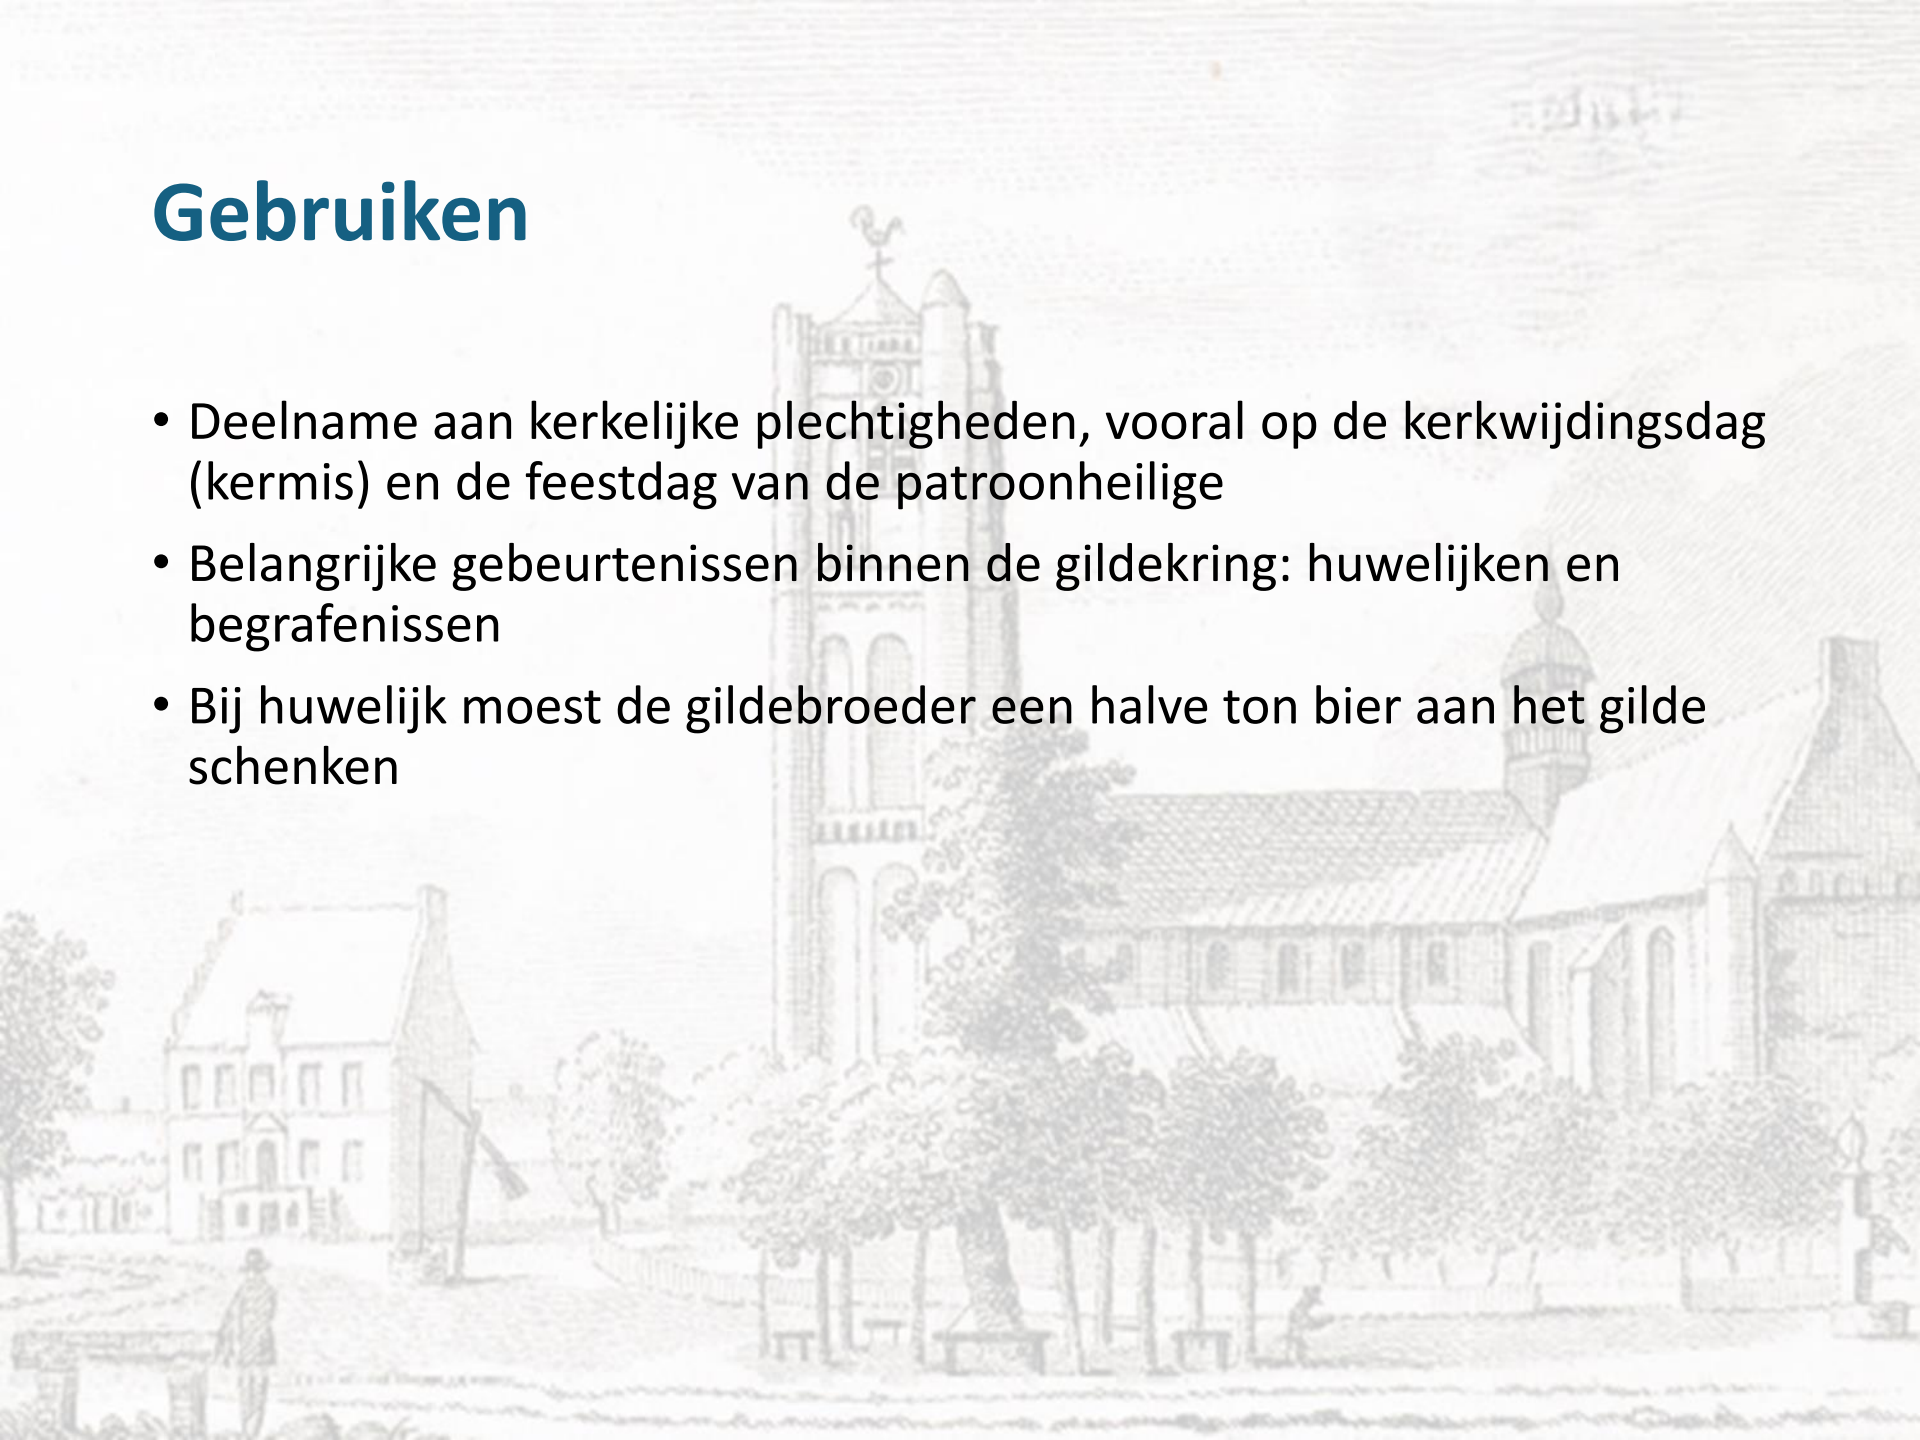 Gebruiken
• Deelname aan kerkelijke plechtigheden, vooral op de kerkwijdingsdag
(kermis) en de feestdag van de patroonheilige
• Belangrijke gebeurtenissen binnen de gildekring: huwelijken en
begrafenissen
• Bij huwelijk moest de gildebroeder een halve ton bier aan het gilde
schenken